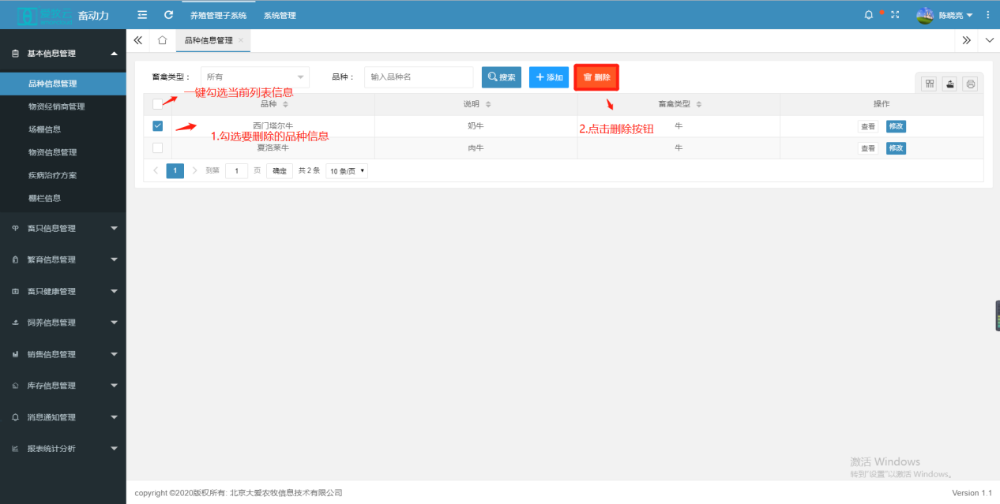 爱牧云 畜动力 养殖管理子系统 系统管理 陈晓亮
基本信息管理 品种信息管理 ×
品种信息管理
物资经销商管理
场棚信息
物资信息管理
疾病治疗方案
棚栏信息
畜只信息管理
繁育信息管理
畜只健康管理
饲养信息管理
销售信息管理
库存信息管理
消息通知管理
报表统计分析
畜禽类型： 所有 品种： 输入品种名 搜索 添加 删除
一键勾选当前列表信息
品种 说明 畜禽类型 操作
西门塔尔牛 奶牛 牛 查看 修改
1.勾选要删除的品种信息 2.点击删除按钮
夏洛莱牛 肉牛 牛 查看 修改
1 到第 1 页 确定 共 2 条 10 条/页
激活 Windows
转到"设置"以激活 Windows。
copyright ©2020版权所有: 北京大爱农牧信息技术有限公司 Version 1.1